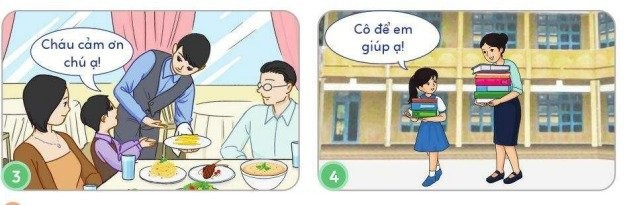 Cháu cảm ơn
chú ạ!
3
Cô để em
giúp ạ!
4